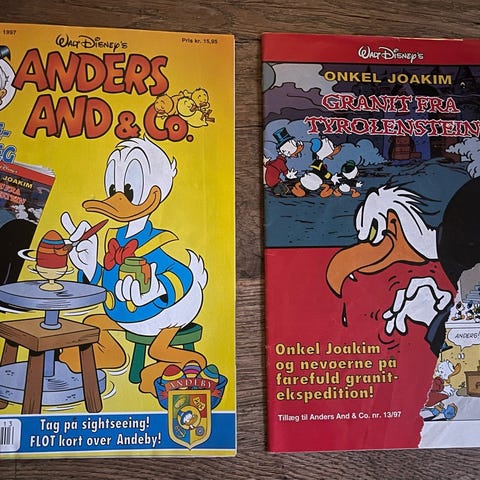 1997
WALT DISNEY'S
Pris kr. 15,95
ANDERS
AND & Co.
ANDEBY
Tag på sightseeing!
FLOT kort over Andeby!
13
WALT DISNEY'S
ONKEL JOAKIM
GRANIT FRA
TYROLENSTEIN
ANDERS!
Onkel Joakim
og nevøerne på
farefuld granit-
ekspedition!
Tillæg til Anders And & Co. nr. 13/97